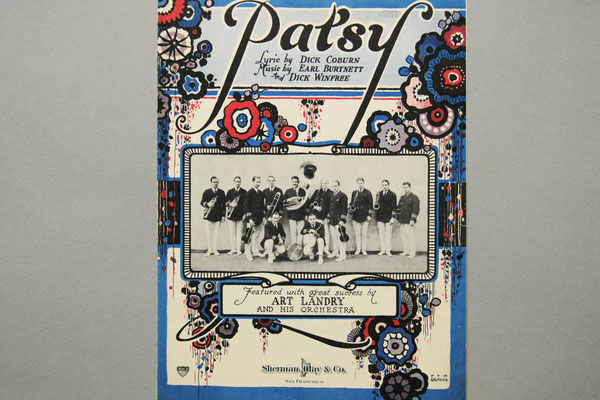 Patsy
Lyric by DICK COBURN
Music by EARL BURTNETT
And DICK WINFREE
Featured with great success by
ART LANDRY
AND HIS ORCHESTRA
Sherman, Clay & Co.
SAN FRANCISCO